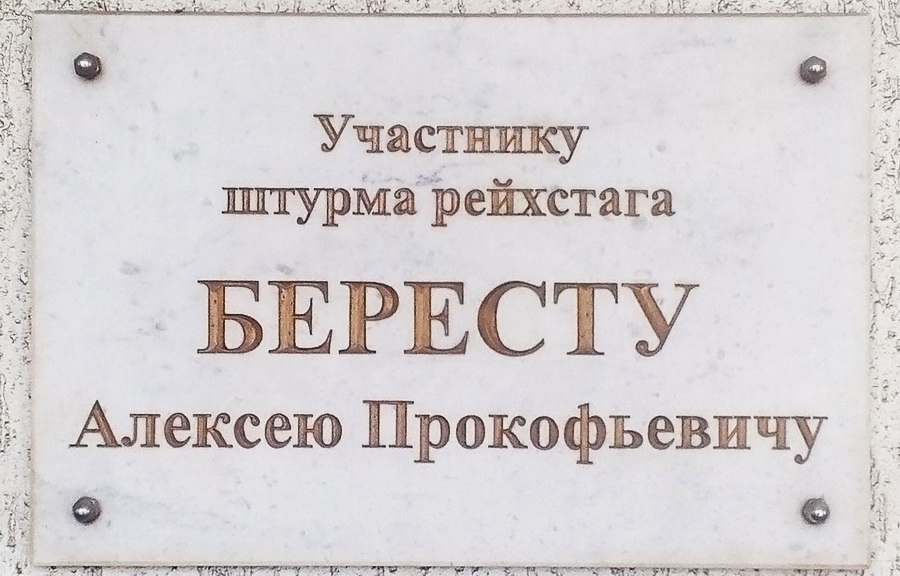 Участнику
штурма рейхстага
БЕРЕСТУ
Алексею Прокофьевичу